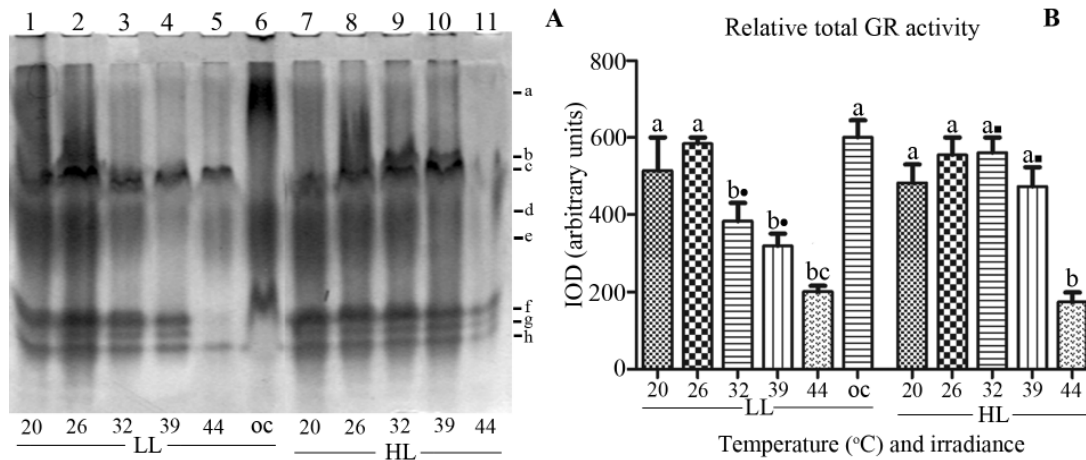 1 2 3 4 5 6 7 8 9 10 11
a
b
c
d
e
f
g
h
20 26 32 39 44 oc 20 26 32 39 44
LL HL
A Relative total GR activity B
IOD (arbitrary units)
800
600
400
200
0
a a b• b• bc a a a a▪ a▪ b
20 26 32 39 44 oc 20 26 32 39 44
LL HL
Temperature (°C) and irradiance